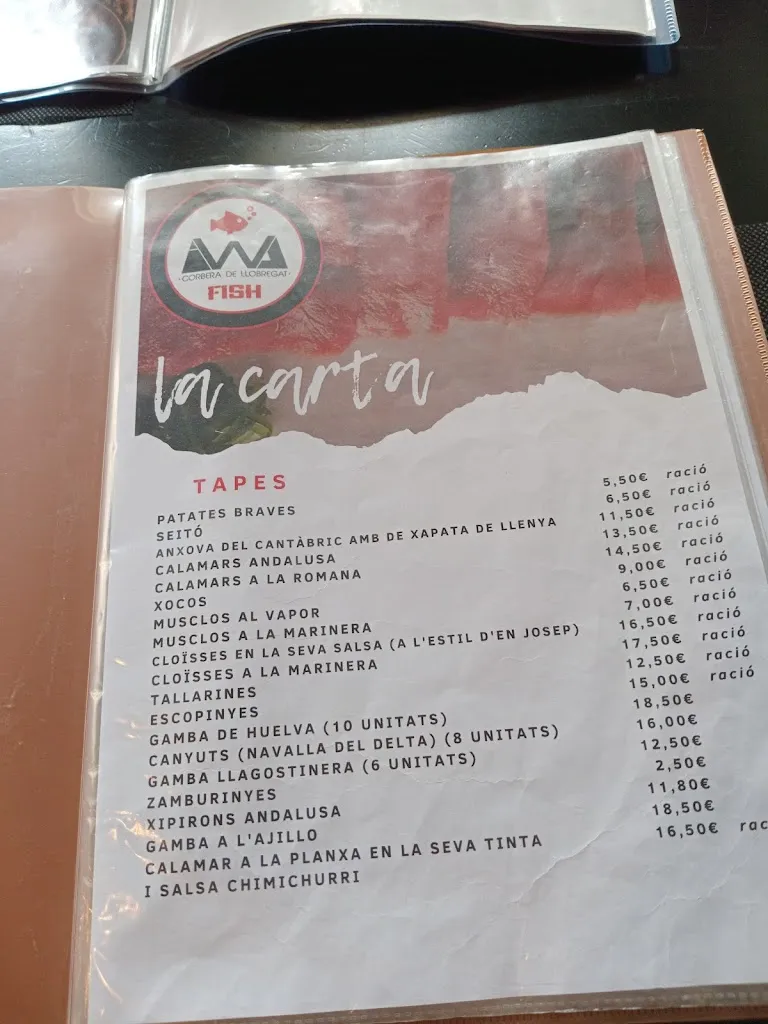 AWA
·CORBERA DE LLOBREGAT·
FISH
la carta
TAPES
PATATES BRAVES 5,50€ ració
SEITÓ 6,50€ ració
ANXOVA DEL CANTÀBRIC AMB DE XAPATA DE LLENYA 11,50€ ració
CALAMARS ANDALUSA 13,50€ ració
CALAMARS A LA ROMANA 14,50€ ració
XOCOS 9,00€ ració
MUSCLOS AL VAPOR 6,50€ ració
MUSCLOS A LA MARINERA 7,00€ ració
CLOÏSSES EN LA SEVA SALSA (A L'ESTIL D'EN JOSEP) 16,50€ ració
CLOÏSSES A LA MARINERA 17,50€ ració
TALLARINES 12,50€ ració
ESCOPINYES 15,00€ ració
GAMBA DE HUELVA (10 UNITATS) 18,50€
CANYUTS (NAVALLA DEL DELTA) (8 UNITATS) 16,00€
GAMBA LLAGOSTINERA (6 UNITATS) 12,50€
ZAMBURINYES 2,50€
XIPIRONS ANDALUSA 11,80€
GAMBA A L'AJILLO 18,50€
CALAMAR A LA PLANXA EN LA SEVA TINTA 16,50€ rac
I SALSA CHIMICHURRI